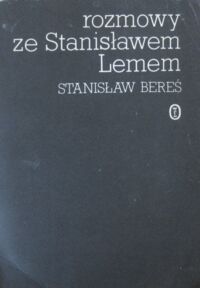 rozmowy
ze Stanisławem
Lemem
STANISŁAW BEREŚ